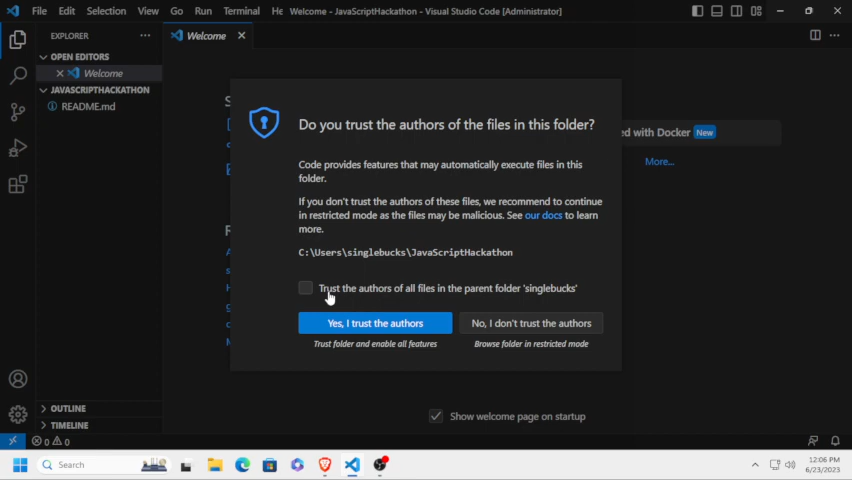 File Edit Selection View Go Run Terminal He Welcome - JavaScriptHackathon - Visual Studio Code [Administrator]
EXPLORER
Welcome
OPEN EDITORS
Welcome
JAVASCRIPTHACKATHON
README.md
Do you trust the authors of the files in this folder?
ed with Docker New
More...
Code provides features that may automatically execute files in this
folder.
If you don't trust the authors of these files, we recommend to continue
in restricted mode as the files may be malicious. See our docs to learn
more.
C:\Users\singlebucks\JavaScriptHackathon
Trust the authors of all files in the parent folder 'singlebucks'
Yes, I trust the authors
No, I don't trust the authors
Trust folder and enable all features
Browse folder in restricted mode
OUTLINE
Show welcome page on startup
TIMELINE
0 0
Search
12:06 PM
6/23/2023